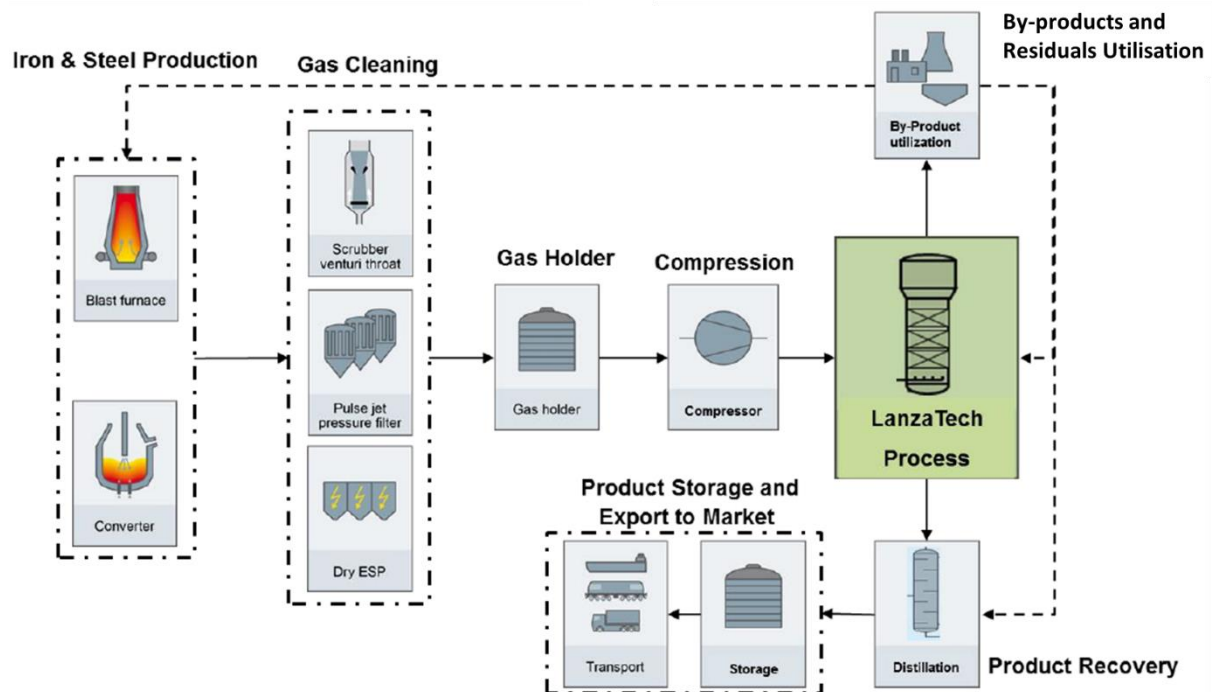 By-products and
Residuals Utilisation
Iron & Steel Production
Gas Cleaning
By-Product
utilization
Scrubber
venturi throat
Blast furnace
Gas Holder
Compression
Pulse jet
pressure filter
Gas holder
Compressor
LanzaTech
Process
Converter
Dry ESP
Product Storage and
Export to Market
Transport
Storage
Distillation
Product Recovery